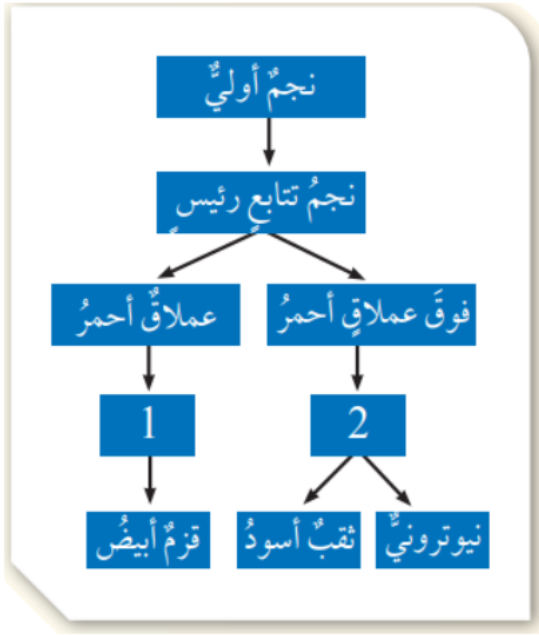 نجمٌ أوليٌّ
نجمُ تتابعٍ رئيسٍ
فوقَ عملاقٍ أحمرُ
عملاقٌ أحمرُ
2
1
نيوترونيٌّ
ثقبٌ أسودُ
قزمٌ أبيضُ